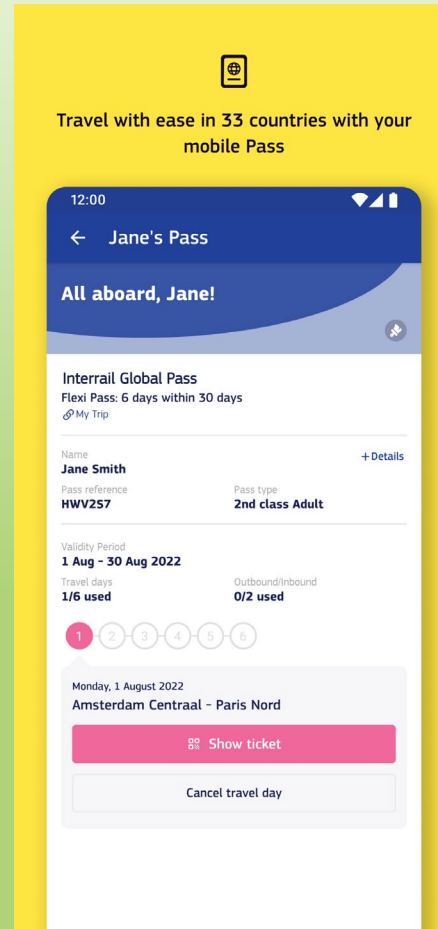 Travel with ease in 33 countries with your
mobile Pass
12:00
Jane's Pass
All aboard, Jane!
Interrail Global Pass
Flexi Pass: 6 days within 30 days
My Trip
Name
+Details
Jane Smith
Pass reference
Pass type
HWV2S7
2nd class Adult
Validity Period
1 Aug - 30 Aug 2022
Travel days
Outbound/Inbound
1/6 used
0/2 used
1 2 3 4 5 6
Monday, 1 August 2022
Amsterdam Centraal - Paris Nord
Show ticket
Cancel travel day